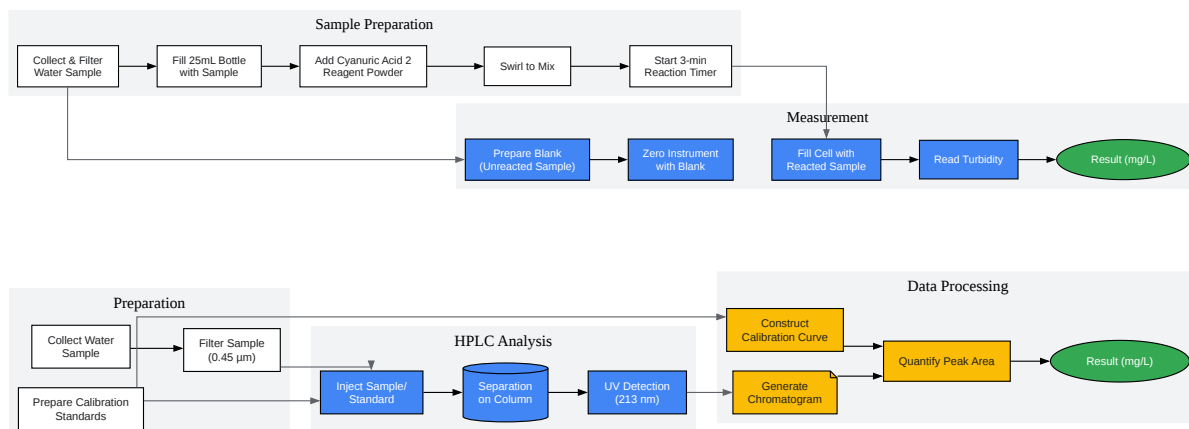 Sample Preparation
Collect & Filter
Water Sample
Fill 25mL Bottle
with Sample
Add Cyanuric Acid 2
Reagent Powder
Swirl to Mix
Start 3-min
Reaction Timer
Measurement
Prepare Blank
(Unreacted Sample)
Zero Instrument
with Blank
Fill Cell with
Reacted Sample
Read Turbidity
Result (mg/L)
Preparation
Collect Water
Sample
Filter Sample
(0.45 µm)
Prepare Calibration
Standards
HPLC Analysis
Inject Sample/
Standard
Separation
on Column
UV Detection
(213 nm)
Data Processing
Construct
Calibration Curve
Generate
Chromatogram
Quantify Peak Area
Result (mg/L)